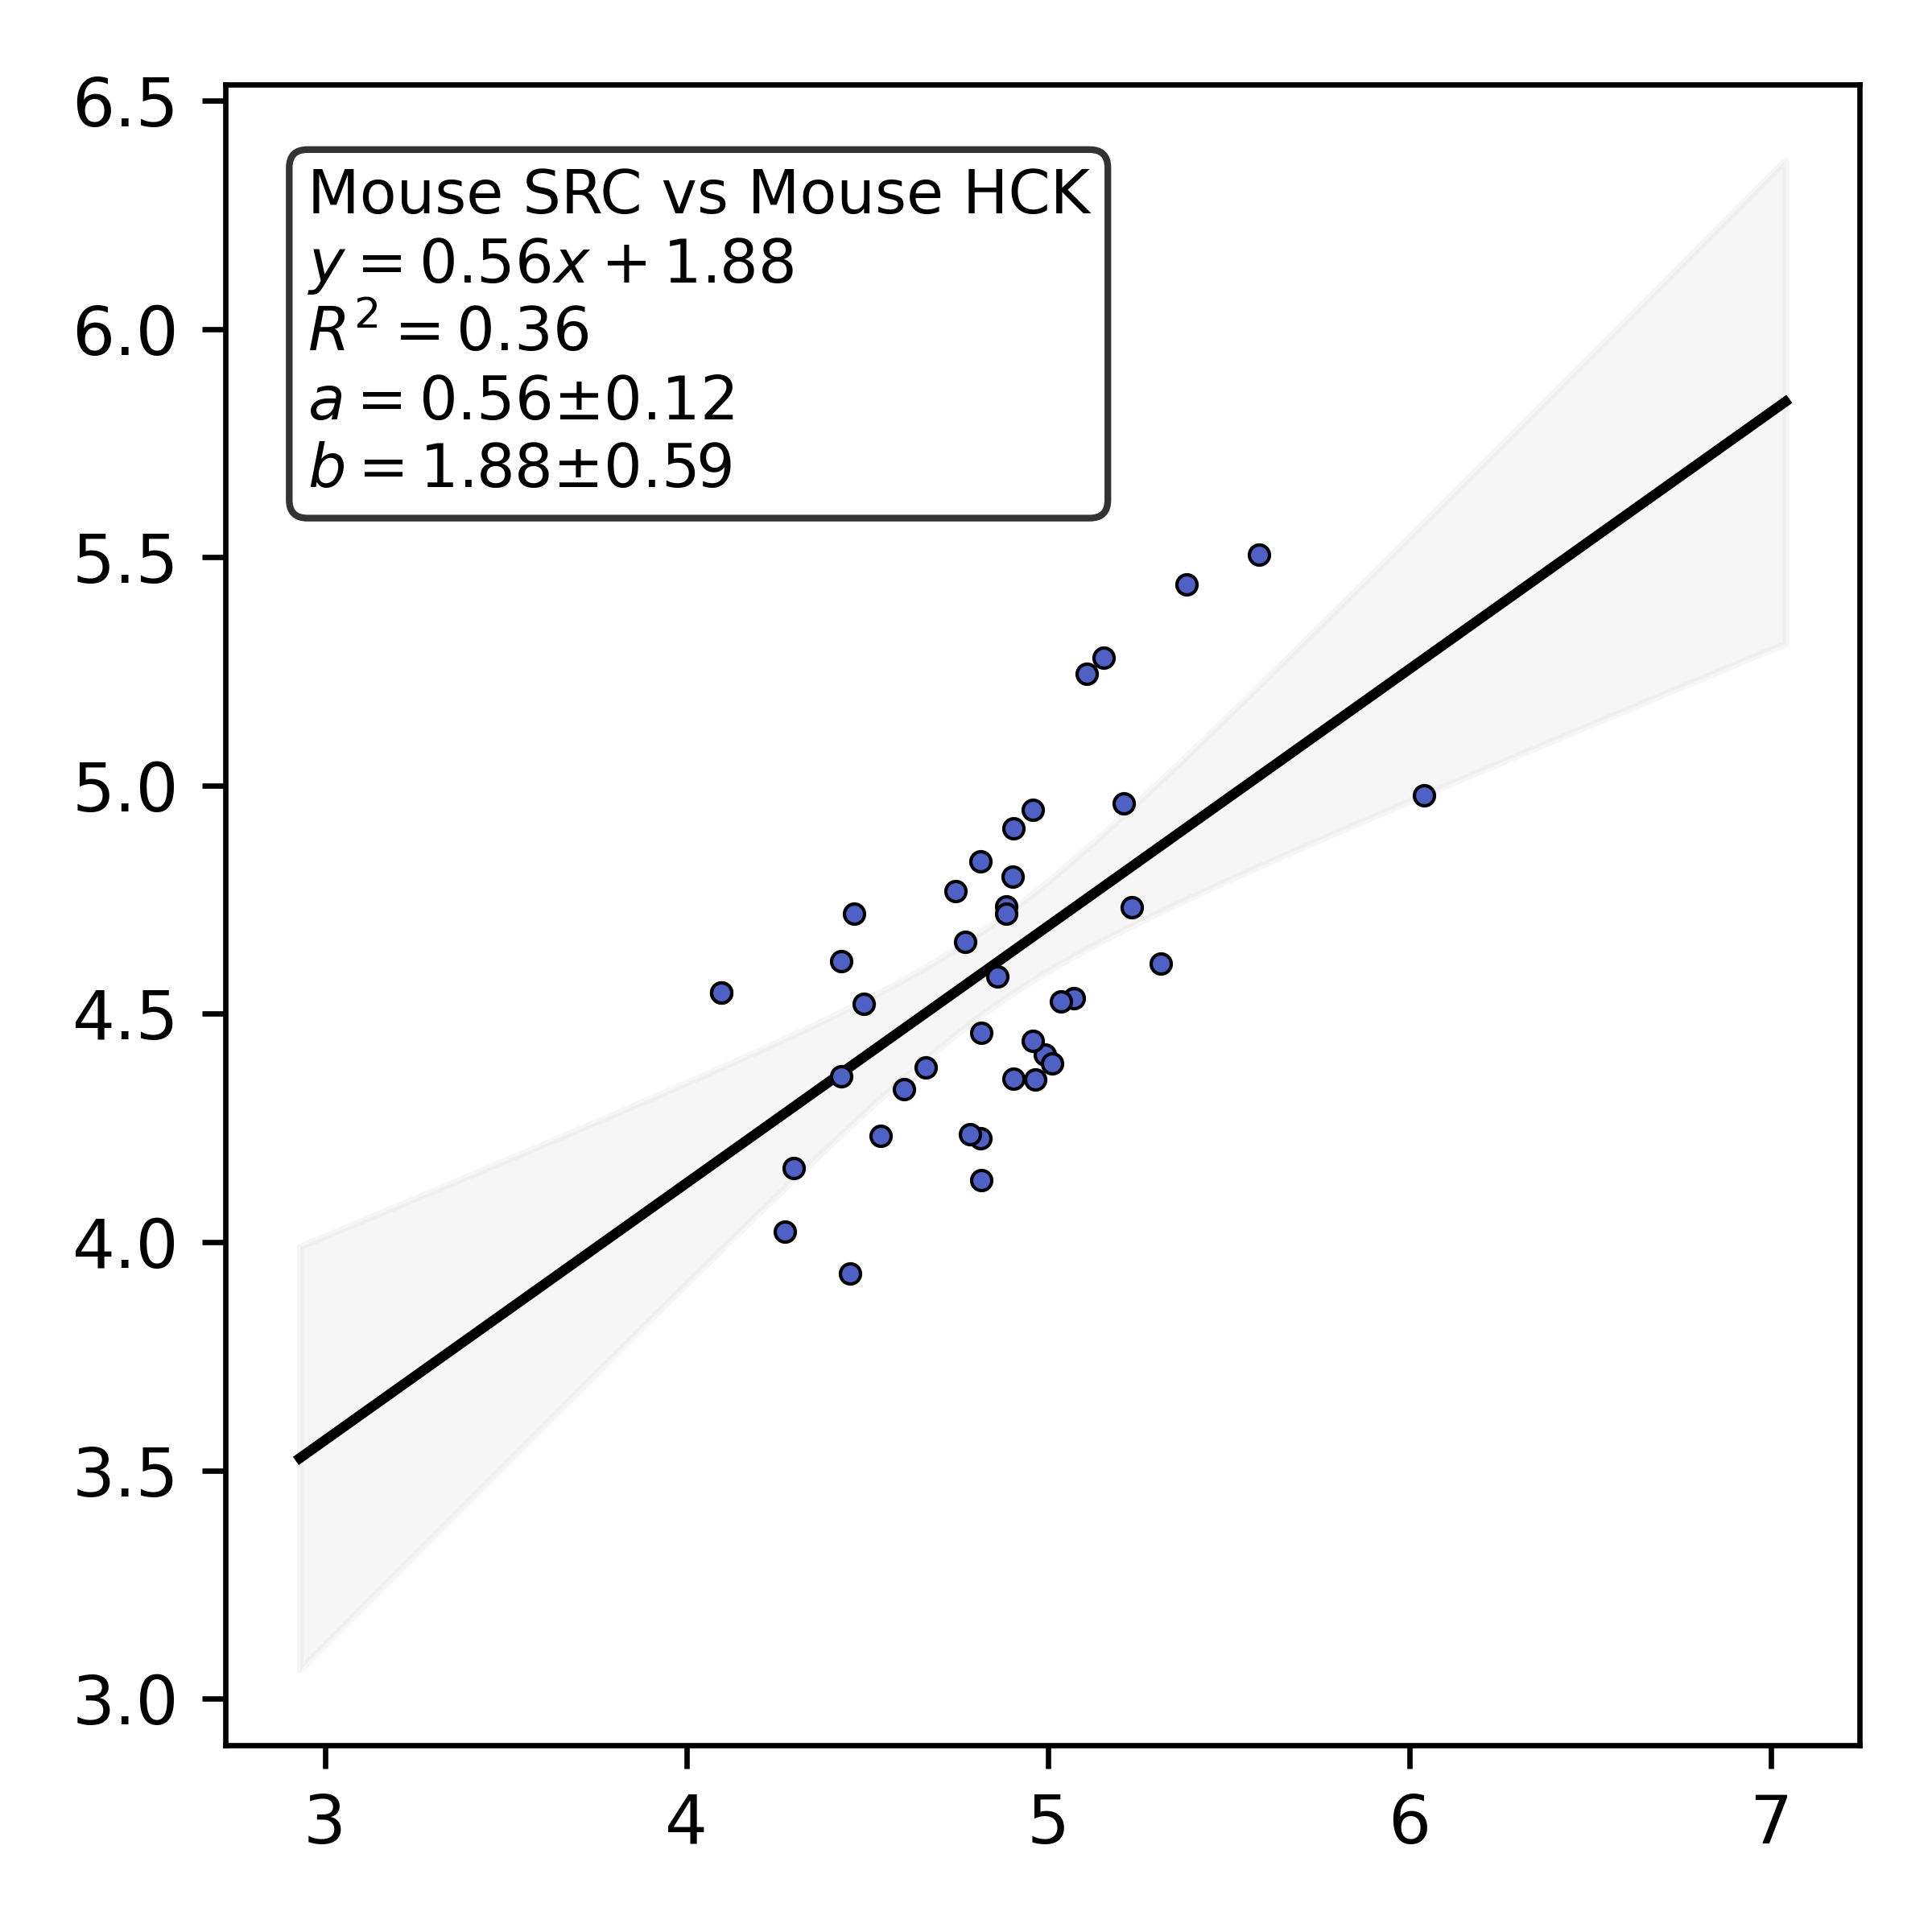 6.5
6.0
5.5
5.0
4.5
4.0
3.5
3.0
Mouse SRC vs Mouse HCK
y = 0.56x + 1.88
R² = 0.36
a = 0.56±0.12
b = 1.88±0.59
3 4 5 6 7